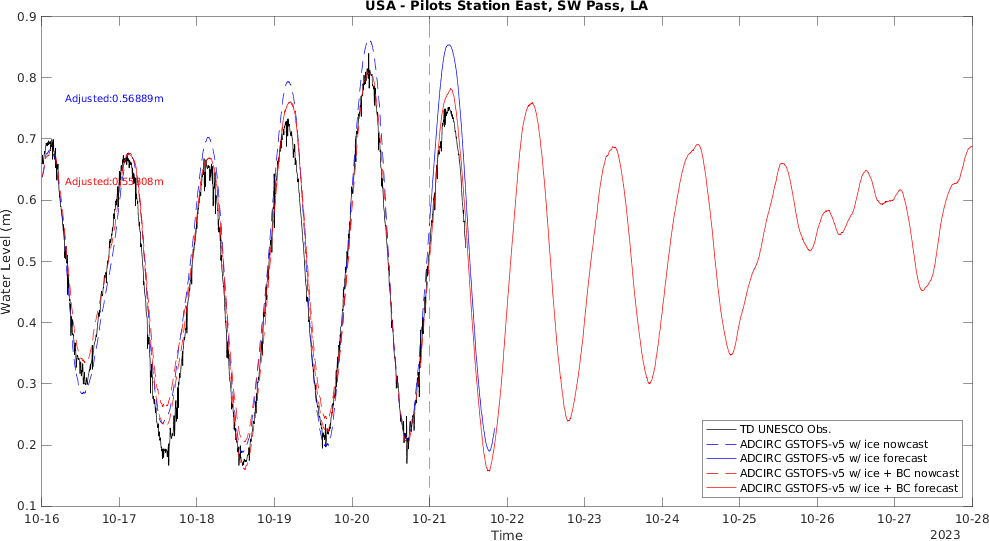 USA - Pilots Station East, SW Pass, LA
0.9
0.8
0.7
0.6
0.5
0.4
0.3
0.2
0.1
Water Level (m)
Adjusted:0.56889m
TD UNESCO Obs.
ADCIRC GSTOFS-v5 w/ ice nowcast
ADCIRC GSTOFS-v5 w/ ice forecast
ADCIRC GSTOFS-v5 w/ ice + BC nowcast
ADCIRC GSTOFS-v5 w/ ice + BC forecast
10-16 10-17 10-18 10-19 10-20 10-21 10-22 10-23 10-24 10-25 10-26 10-27 10-28
Time
2023